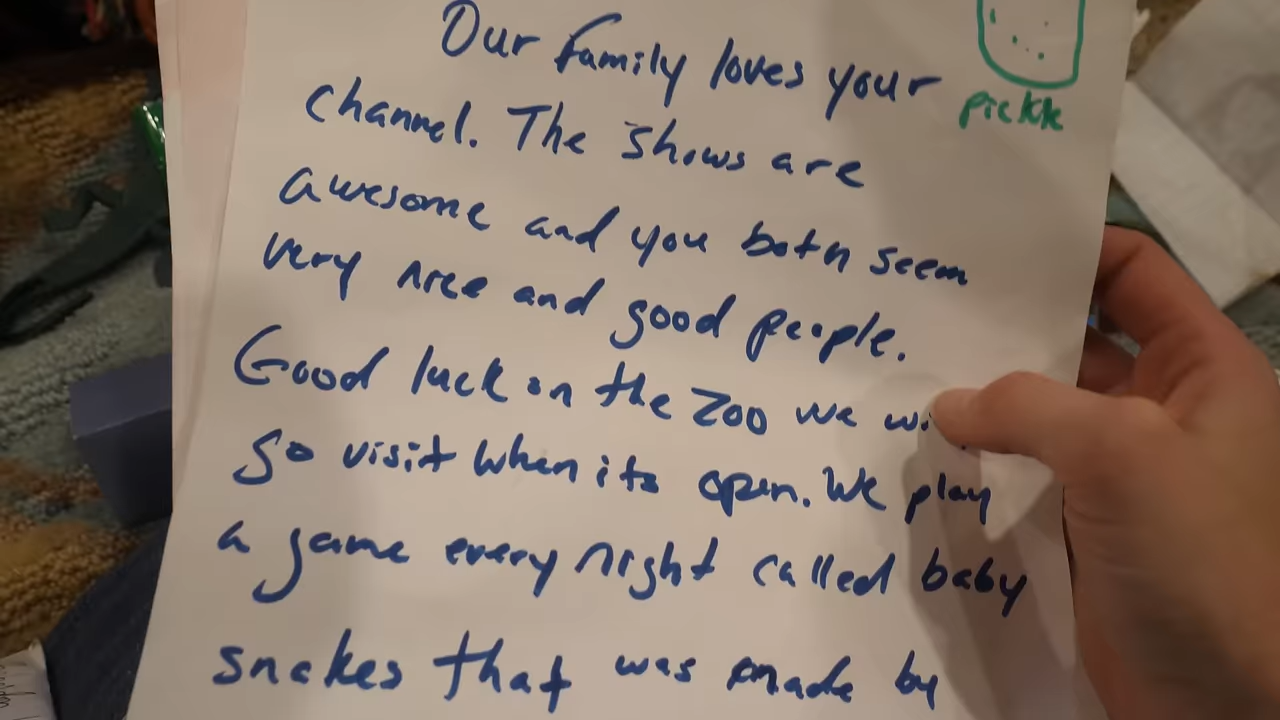 Our family loves your
pickle
channel. The shows are
awesome and you both seem
very nice and good people.
Good luck on the Zoo we
go visit when its open. We play
a game every night called baby
snakes that was made by